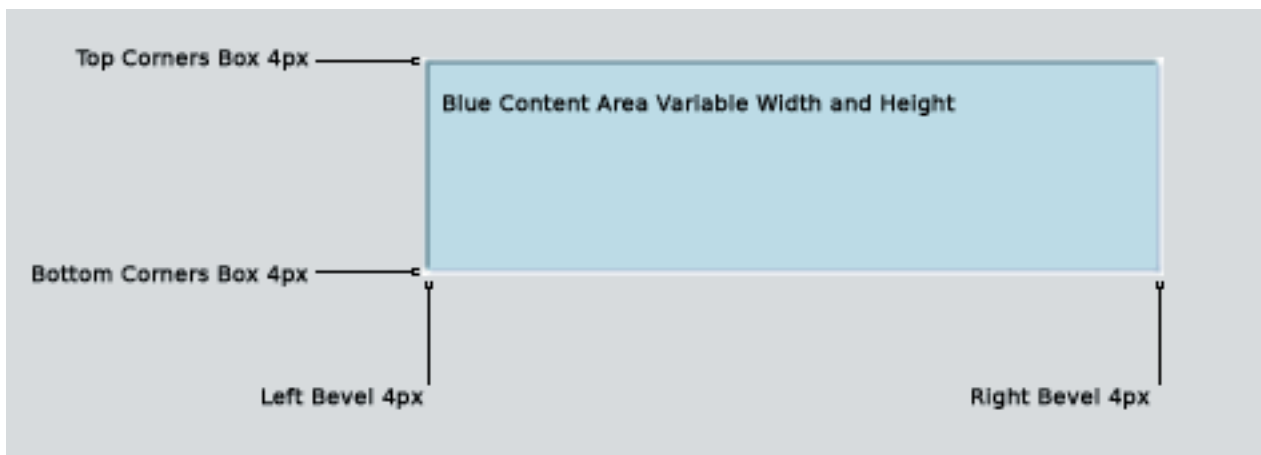 Top Corners Box 4px
Blue Content Area Variable Width and Height
Bottom Corners Box 4px
Left Bevel 4px
Right Bevel 4px